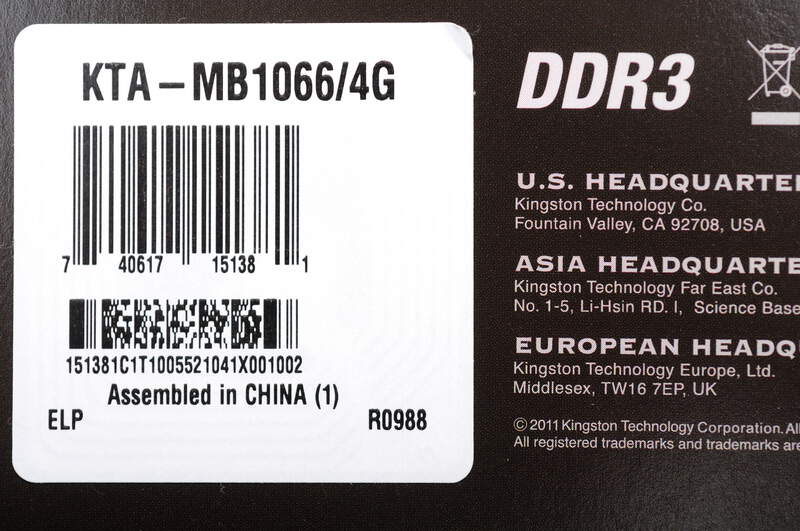 KTA-MB1066/4G
7 40617 15138 1
151381C1T1005521041X001002
Assembled in CHINA (1)
ELP R0988
DDR3
U.S. HEADQUARTE
Kingston Technology Co.
Fountain Valley, CA 92708, USA
ASIA HEADQUARTE
Kingston Technology Far East Co.
No. 1-5, Li-Hsin RD. I, Science Base
EUROPEAN HEADQ
Kingston Technology Europe, Ltd.
Middlesex, TW16 7EP, UK
© 2011 Kingston Technology Corporation. All
All registered trademarks and trademarks are